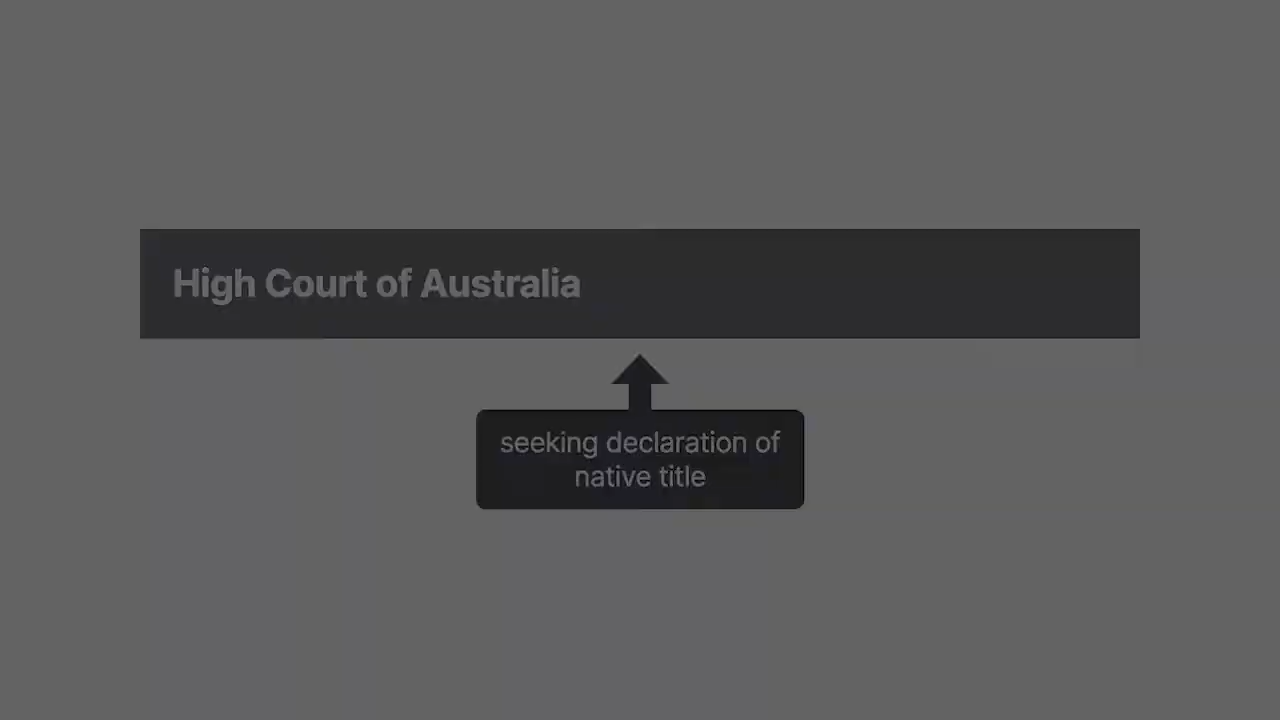 High Court of Australia
seeking declaration of
native title